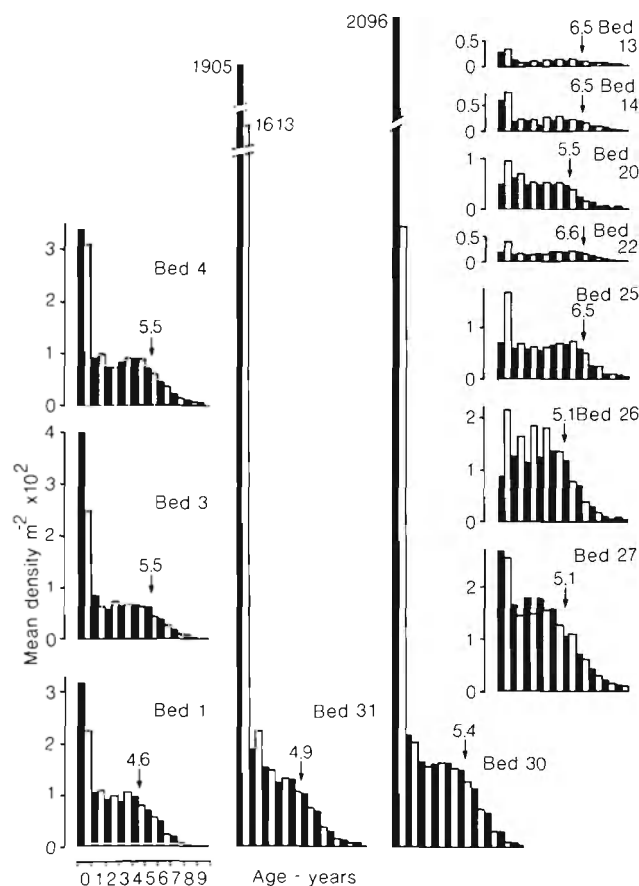 2096
1905
1613
6.5 Bed 13
0.5
0
6.5 Bed 14
0.5
0
5.5 Bed 20
1
0
6.6 Bed 22
0.5
0
Bed 25
6.5
1
0
5.1 Bed 26
2
1
0
Bed 27
5.1
2
1
0
Bed 4
5.5
3
2
1
0
Bed 3
5.5
4
3
2
1
0
Bed 1
4.6
3
2
1
0
Bed 31
4.9
Bed 30
5.4
Mean density m⁻² x10²
0 1 2 3 4 5 6 7 8 9
Age - years